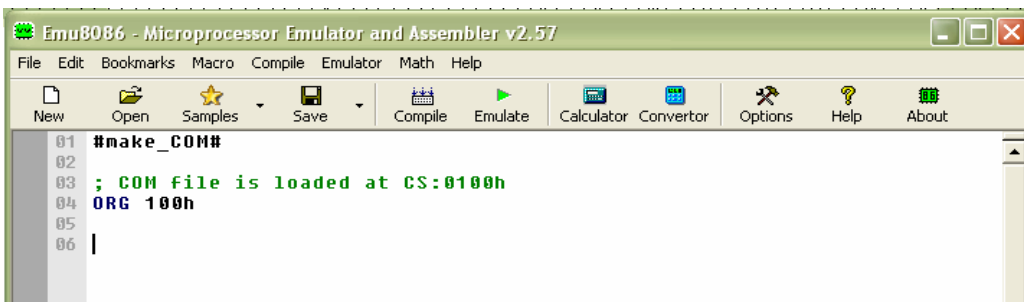 Emu8086 - Microprocessor Emulator and Assembler v2.57
File Edit Bookmarks Macro Compile Emulator Math Help
New Open Samples Save Compile Emulate Calculator Convertor Options Help About
01 #make_COM#
02
03 ; COM file is loaded at CS:0100h
04 ORG 100h
05
06